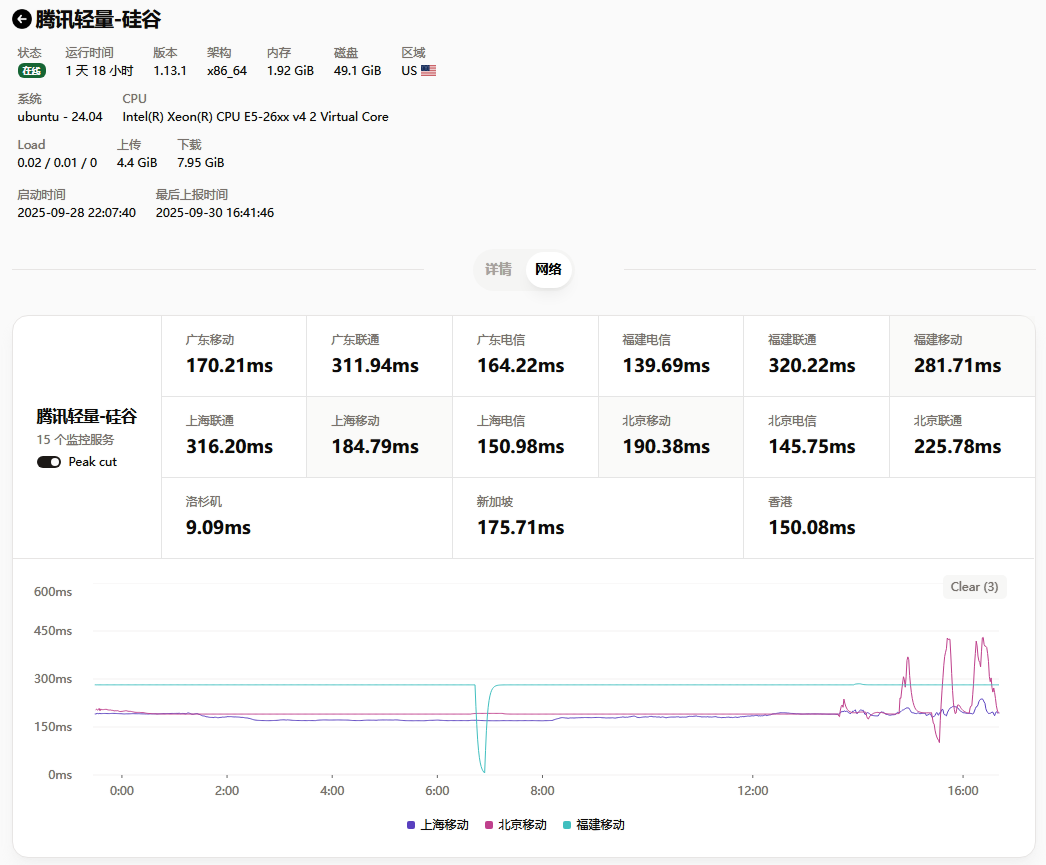 腾讯轻量-硅谷
状态 运行时间 版本 架构 内存 磁盘 区域
在线 1 天 18 小时 1.13.1 x86_64 1.92 GiB 49.1 GiB US
系统 CPU
ubuntu - 24.04 Intel(R) Xeon(R) CPU E5-26xx v4 2 Virtual Core
Load 上传 下载
0.02 / 0.01 / 0 4.4 GiB 7.95 GiB
启动时间 最后上报时间
2025-09-28 22:07:40 2025-09-30 16:41:46
详情 网络
广东移动 广东联通 广东电信 福建电信 福建联通 福建移动
170.21ms 311.94ms 164.22ms 139.69ms 320.22ms 281.71ms
腾讯轻量-硅谷
15 个监控服务
Peak cut
上海联通 上海移动 上海电信 北京移动 北京电信 北京联通
316.20ms 184.79ms 150.98ms 190.38ms 145.75ms 225.78ms
洛杉矶 新加坡 香港
9.09ms 175.71ms 150.08ms
Clear (3)
600ms
450ms
300ms
150ms
0ms
0:00 2:00 4:00 6:00 8:00 12:00 16:00
上海移动 北京移动 福建移动